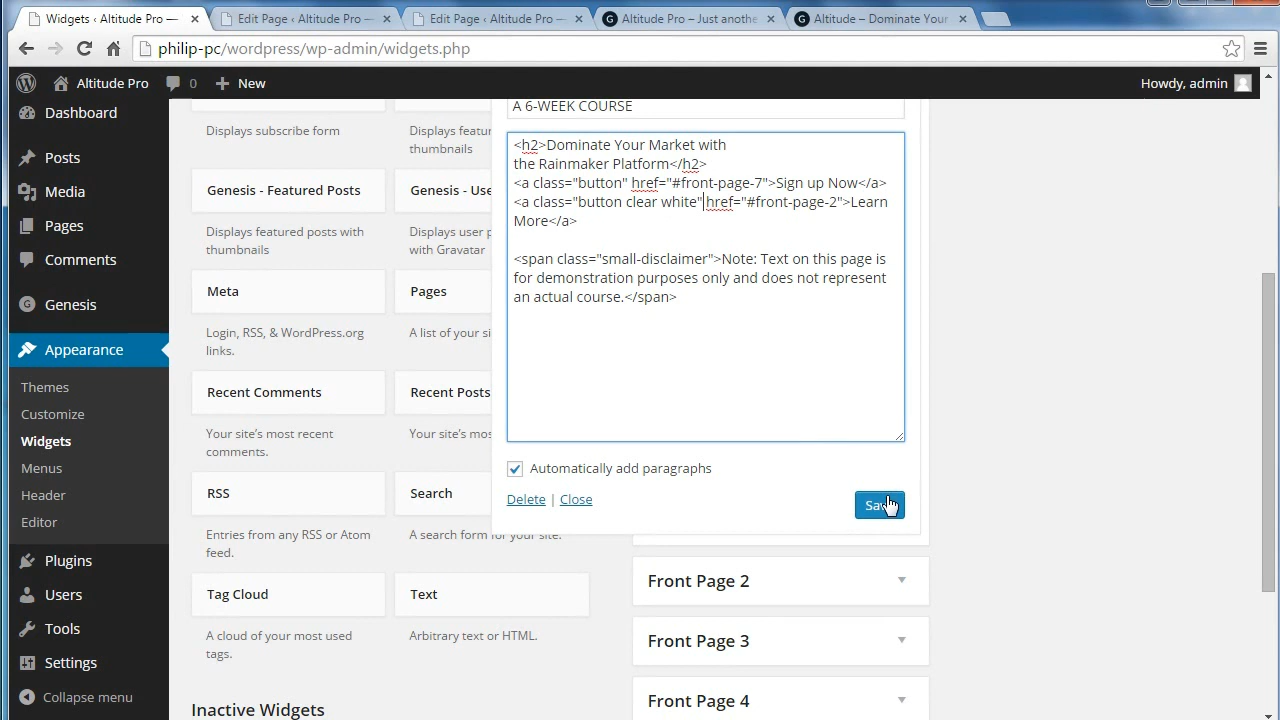 Widgets ‹ Altitude Pro —
Edit Page ‹ Altitude Pro —
Edit Page ‹ Altitude Pro —
Altitude Pro – Just anothe
Altitude – Dominate Your
philip-pc/wordpress/wp-admin/widgets.php
Altitude Pro
0
New
Howdy, admin
Dashboard
Posts
Media
Pages
Comments
Genesis
Appearance
Themes
Customize
Widgets
Menus
Header
Editor
Plugins
Users
Tools
Settings
Collapse menu
Displays subscribe form
Displays featu
thumbnails
Genesis - Featured Posts
Genesis - Use
Displays featured posts with
thumbnails
Displays user p
with Gravatar
Meta
Pages
Login, RSS, & WordPress.org
links.
A list of your si
Recent Comments
Recent Posts
Your site's most recent
comments.
Your site's mos
RSS
Search
Entries from any RSS or Atom
feed.
A search form for your site.
Tag Cloud
Text
A cloud of your most used
tags.
Arbitrary text or HTML.
Inactive Widgets
A 6-WEEK COURSE
<h2>Dominate Your Market with
the Rainmaker Platform</h2>
<a class="button" href="#front-page-7">Sign up Now</a>
<a class="button clear white" href="#front-page-2">Learn
More</a>
<span class="small-disclaimer">Note: Text on this page is
for demonstration purposes only and does not represent
an actual course.</span>
Automatically add paragraphs
Delete | Close
Save
Front Page 2
Front Page 3
Front Page 4